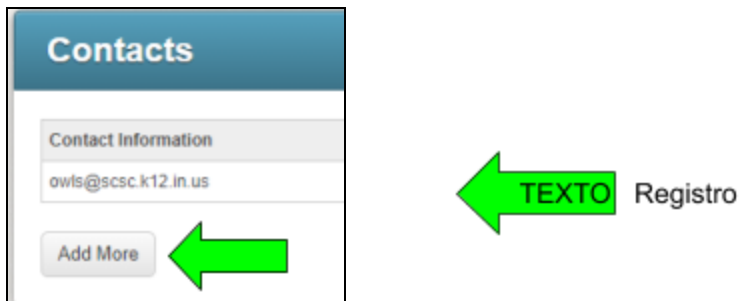 Contacts
Contact Information
owls@scsc.k12.in.us
Add More
TEXTO Registro